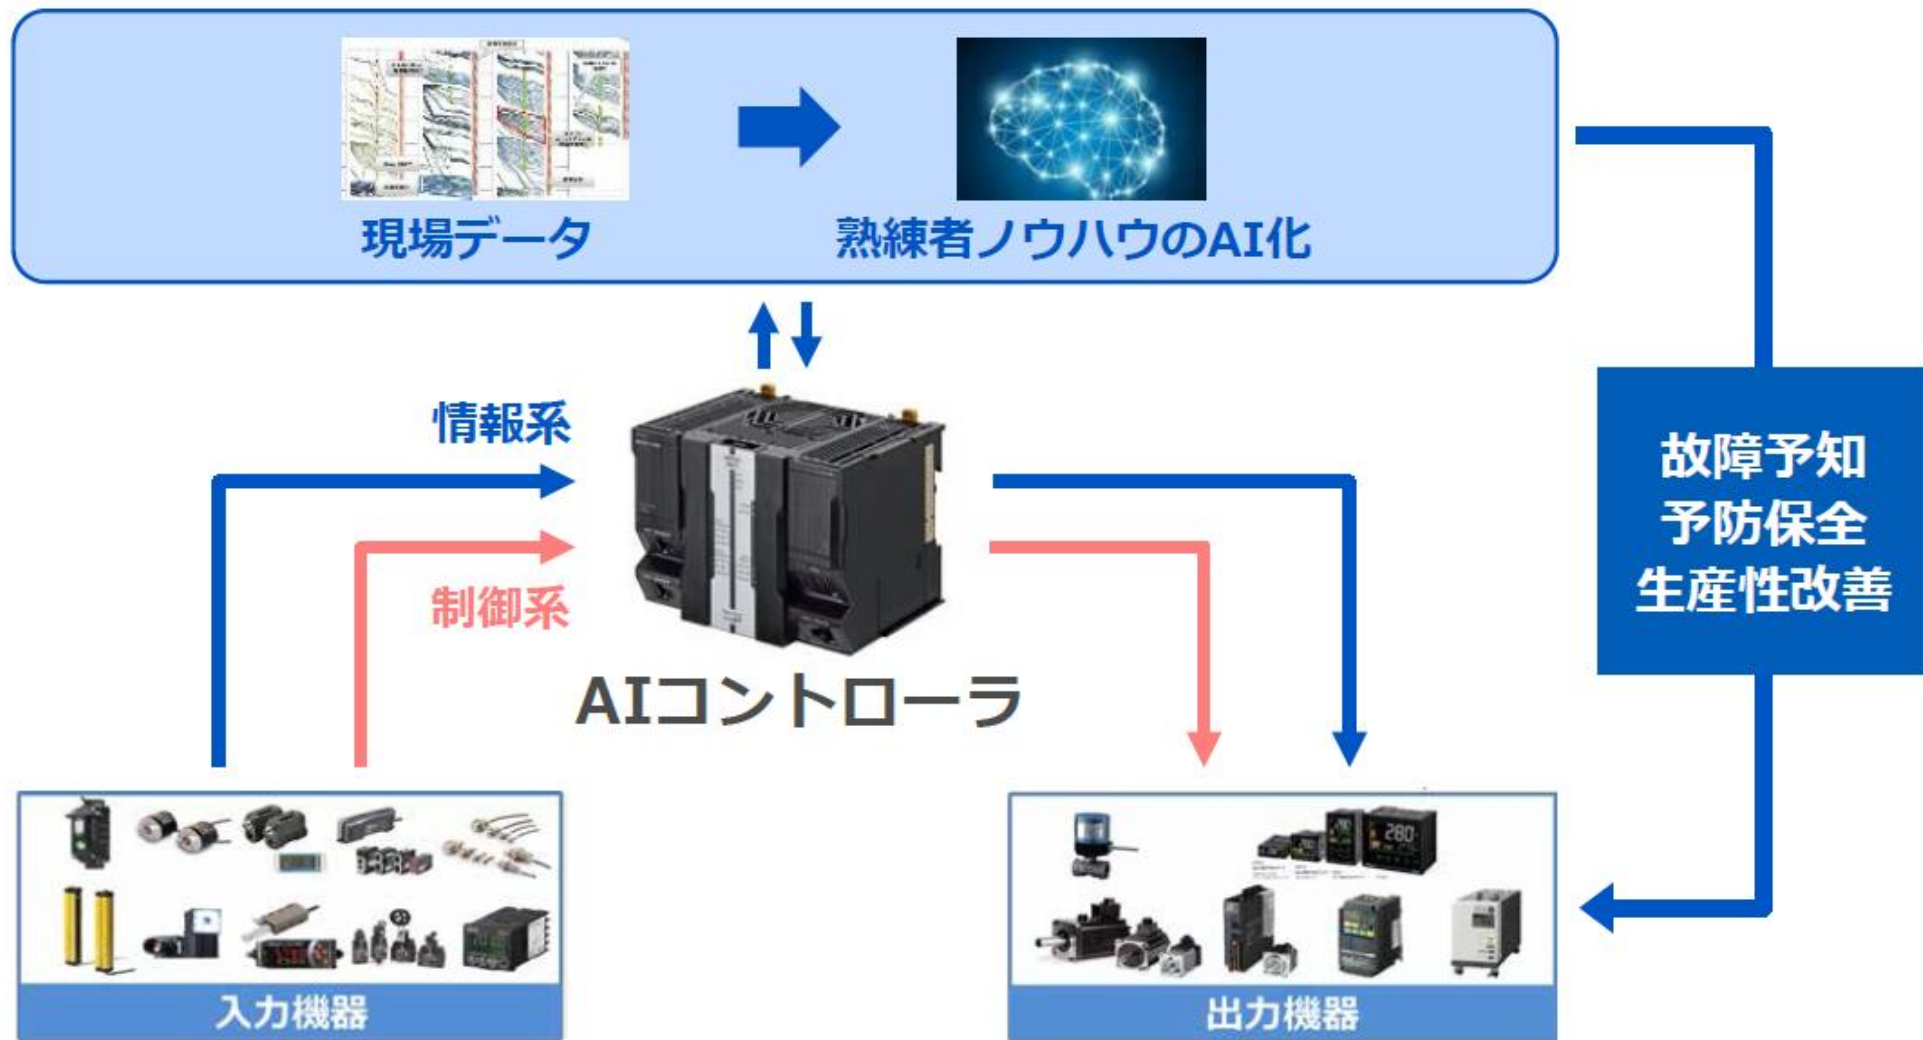 現場データ
熟練者ノウハウのAI化
情報系
制御系
AIコントローラ
故障予知
予防保全
生産性改善
280
入力機器
出力機器